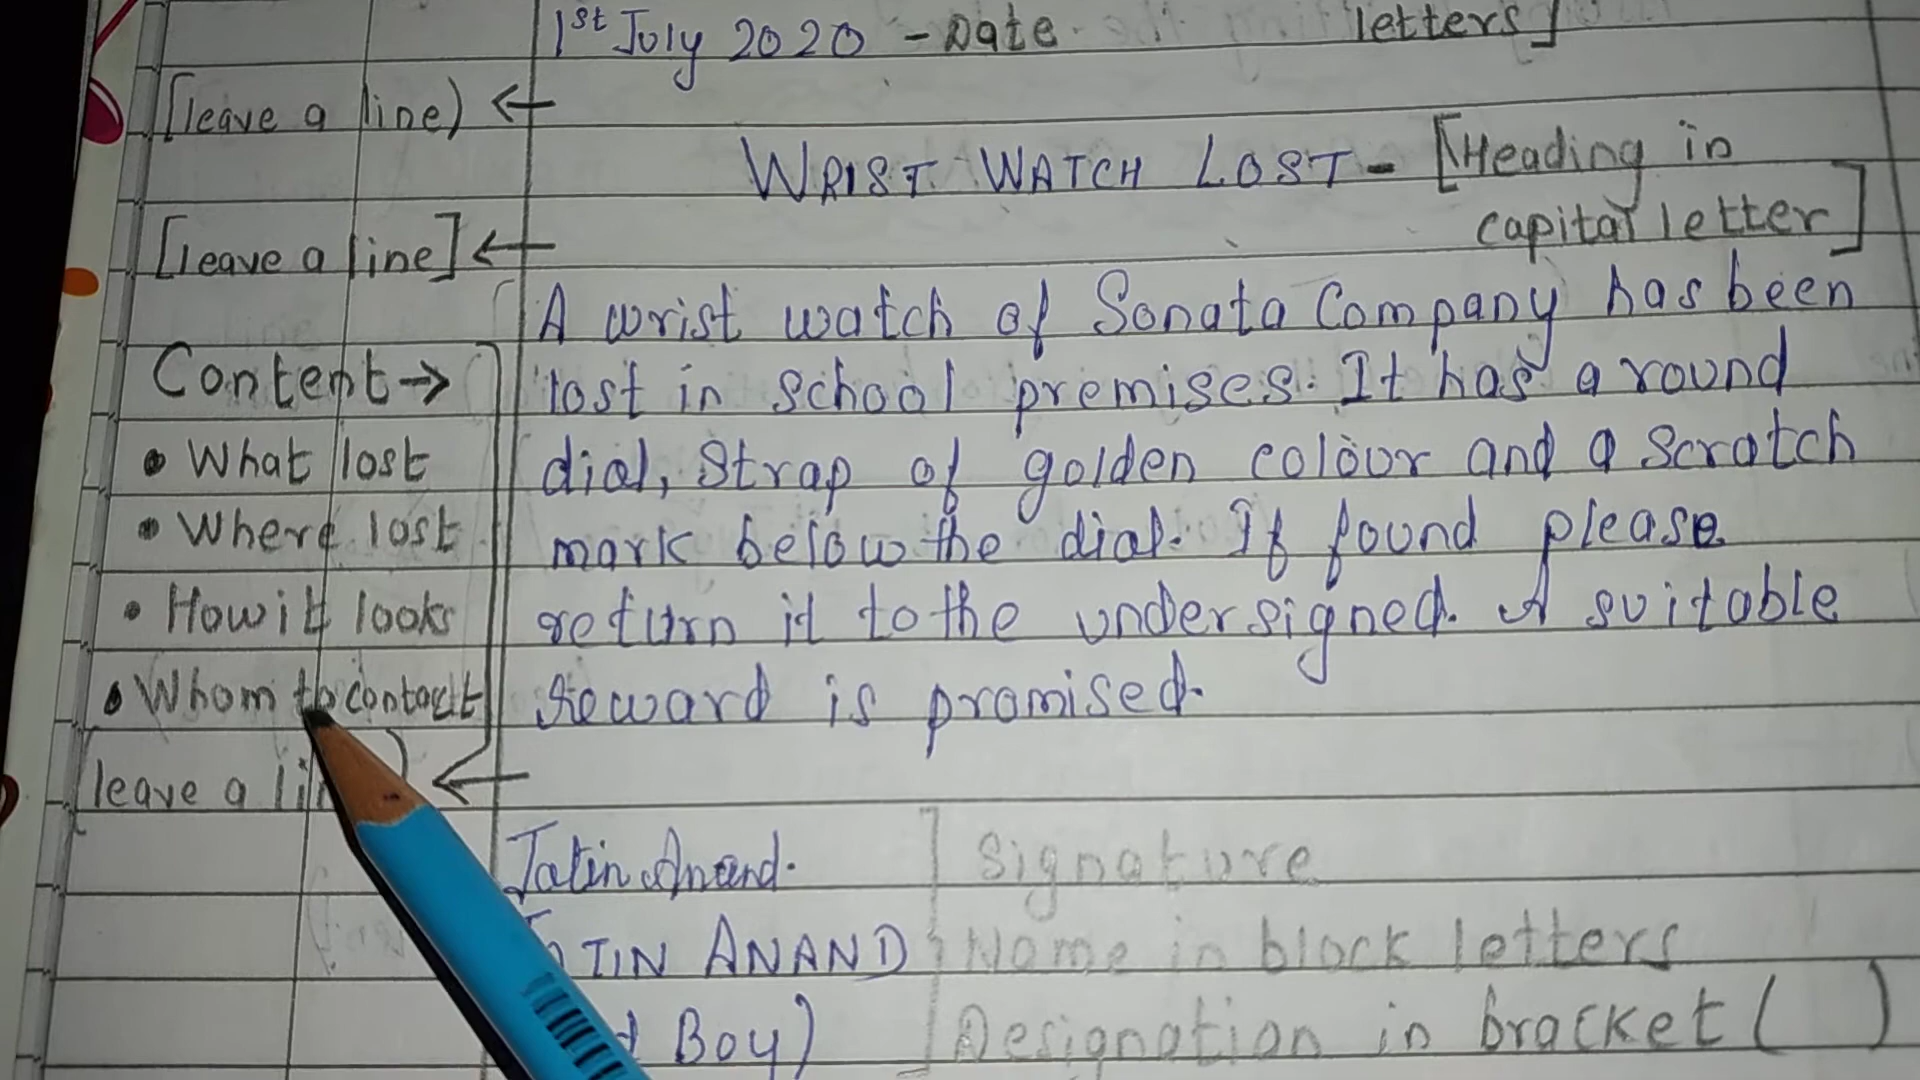 1st July 2020 - Date letters]
[leave a line) ←
WRIST WATCH LOST - [Heading in
capital letter]
[leave a line] ←
A wrist watch of Sonata Company has been
Content →
lost in school premises. It has a round
• What lost
dial, Strap of golden colour and a scratch
• Where lost
mark below the dial. If found please
• How it looks
return it to the undersigned. A suitable
• Whom to contact
reward is promised.
leave a ←
Jatin Anand. ] Signature
TIN ANAND } Name in block letters
Boy) ] Designation in bracket ( )